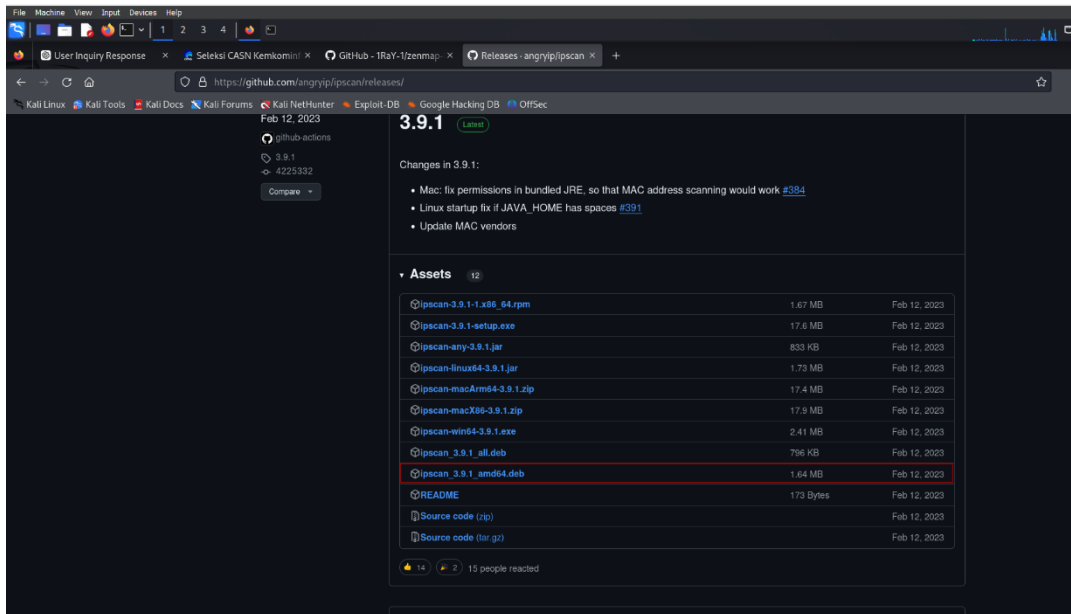 File Machine View Input Devices Help
1 2 3 4
User Inquiry Response × Seleksi CASN Kemkominf × GitHub - 1RaY-1/zenmap- × Releases · angryip/ipscan × +
https://github.com/angryip/ipscan/releases/
Kali Linux Kali Tools Kali Docs Kali Forums Kali NetHunter Exploit-DB Google Hacking DB OffSec
Feb 12, 2023
github-actions
3.9.1
4225332
Compare
3.9.1 Latest
Changes in 3.9.1:
• Mac: fix permissions in bundled JRE, so that MAC address scanning would work #384
• Linux startup fix if JAVA_HOME has spaces #391
• Update MAC vendors
Assets 12
ipscan-3.9.1-1.x86_64.rpm 1.67 MB Feb 12, 2023
ipscan-3.9.1-setup.exe 17.6 MB Feb 12, 2023
ipscan-any-3.9.1.jar 833 KB Feb 12, 2023
ipscan-linux64-3.9.1.jar 1.73 MB Feb 12, 2023
ipscan-macArm64-3.9.1.zip 17.4 MB Feb 12, 2023
ipscan-macX86-3.9.1.zip 17.9 MB Feb 12, 2023
ipscan-win64-3.9.1.exe 2.41 MB Feb 12, 2023
ipscan_3.9.1_all.deb 796 KB Feb 12, 2023
ipscan_3.9.1_amd64.deb 1.64 MB Feb 12, 2023
README 173 Bytes Feb 12, 2023
Source code (zip) Feb 12, 2023
Source code (tar.gz) Feb 12, 2023
14 2 15 people reacted